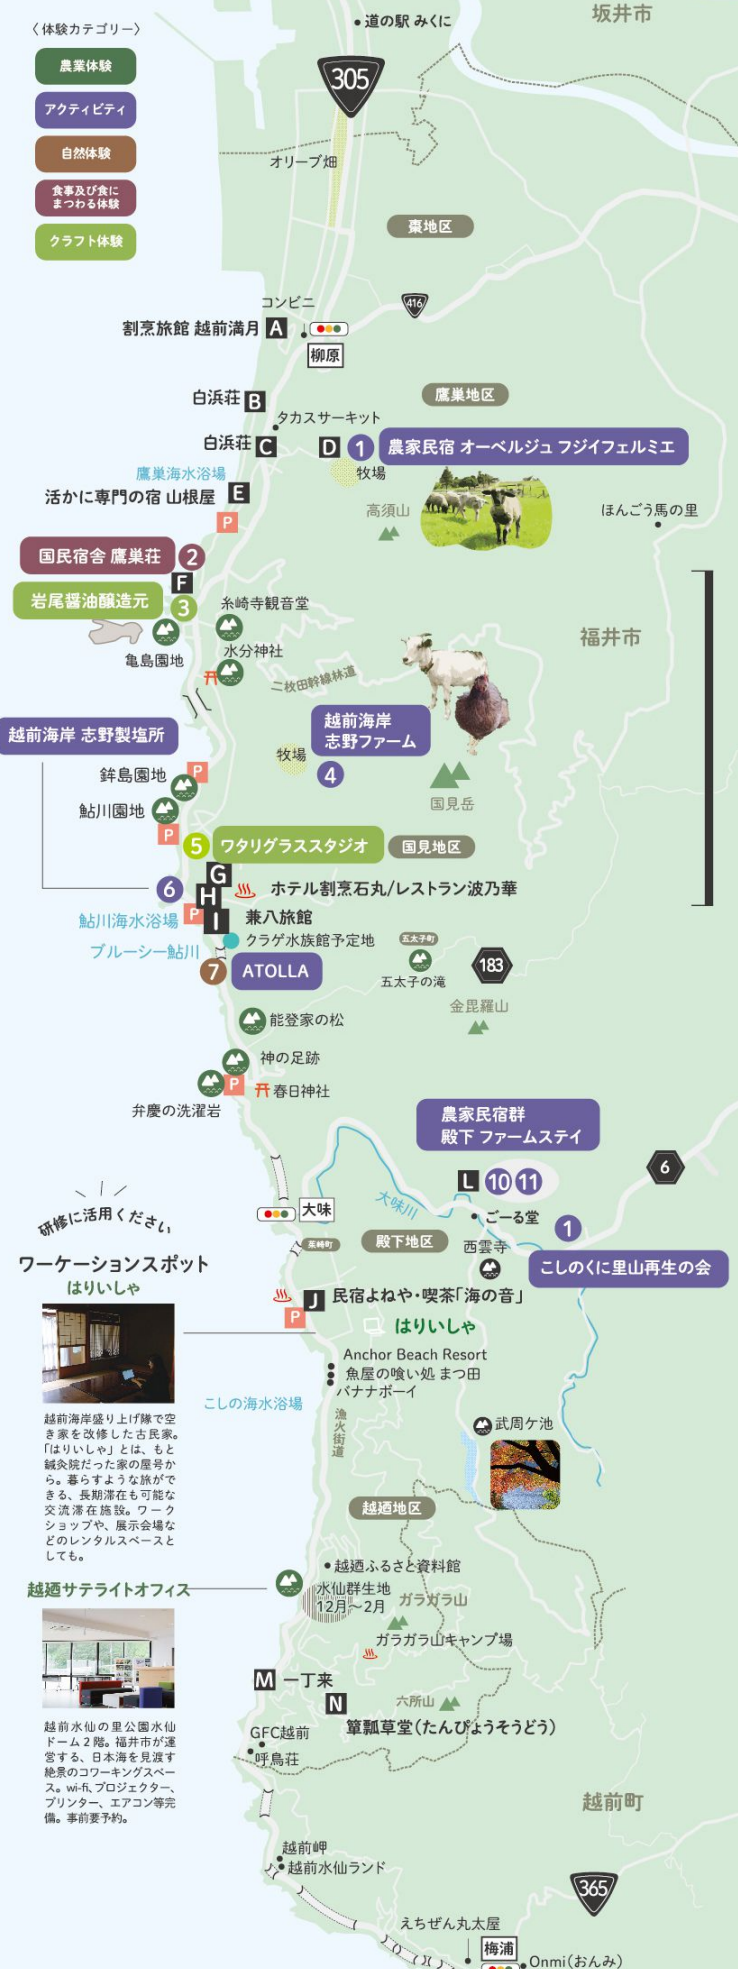 〈体験カテゴリー〉
農業体験
アクティビティ
自然体験
食事及び食に
まつわる体験
クラフト体験
坂井市
道の駅 みくに
305
オリーブ畑
棗地区
416
コンビニ
割烹旅館 越前満月 A
柳原
鷹巣地区
白浜荘 B
タカスサーキット
白浜荘 C
D 1 農家民宿 オーベルジュ フジイフェルミエ
牧場
鷹巣海水浴場
活かに専門の宿 山根屋 E
P
高須山
ほんごう馬の里
国民宿舎 鷹巣荘 2
F
岩尾醤油醸造元 3
糸崎寺観音堂
亀島園地
水分神社
二枚田幹線林道
福井市
越前海岸 志野製塩所
越前海岸
志野ファーム
牧場
4
鉾島園地
P
鮎川園地
P
国見岳
5 ワタリグラススタジオ
国見地区
G
6
H
ホテル割烹石丸/レストラン波乃華
鮎川海水浴場
P
I
兼八旅館
クラゲ水族館予定地
ブルーシー鮎川
7 ATOLLA
五太子町
五太子の滝
183
金毘羅山
能登家の松
神の足跡
P
春日神社
弁慶の洗濯岩
農家民宿群
殿下 ファームステイ
L 10 11
6
大味
大味川
ごーる堂
1
茱崎町
殿下地区
西雲寺
こしのくに里山再生の会
研修に活用ください
ワーケーションスポット
はりいしゃ
J 民宿よねや・喫茶「海の音」
P
はりいしゃ
Anchor Beach Resort
魚屋の喰い処 まつ田
バナナボーイ
こしの海水浴場
漁火街道
武周ケ池
越前海岸盛り上げ隊で空
き家を改修した古民家。
「はりいしゃ」とは、もと
鍼灸院だった家の屋号か
ら。暮らすような旅がで
きる、長期滞在も可能な
交流滞在施設。ワーク
ショップや、展示会場な
どのレンタルスペースと
しても。
越廼地区
越廼ふるさと資料館
越廼サテライトオフィス
水仙群生地
12月〜2月
ガラガラ山
ガラガラ山キャンプ場
M 一丁来
N
六所山
簞瓢草堂(たんぴょうそうどう)
越前水仙の里公園水仙
ドーム2階。福井市が運
営する、日本海を見渡す
絶景のコワーキングスペー
ス。wi-fi、プロジェクター、
プリンター、エアコン等完
備。事前要予約。
GFC越前
呼鳥荘
越前町
越前岬
越前水仙ランド
365
えちぜん丸太屋
梅浦
Onmi(おんみ)